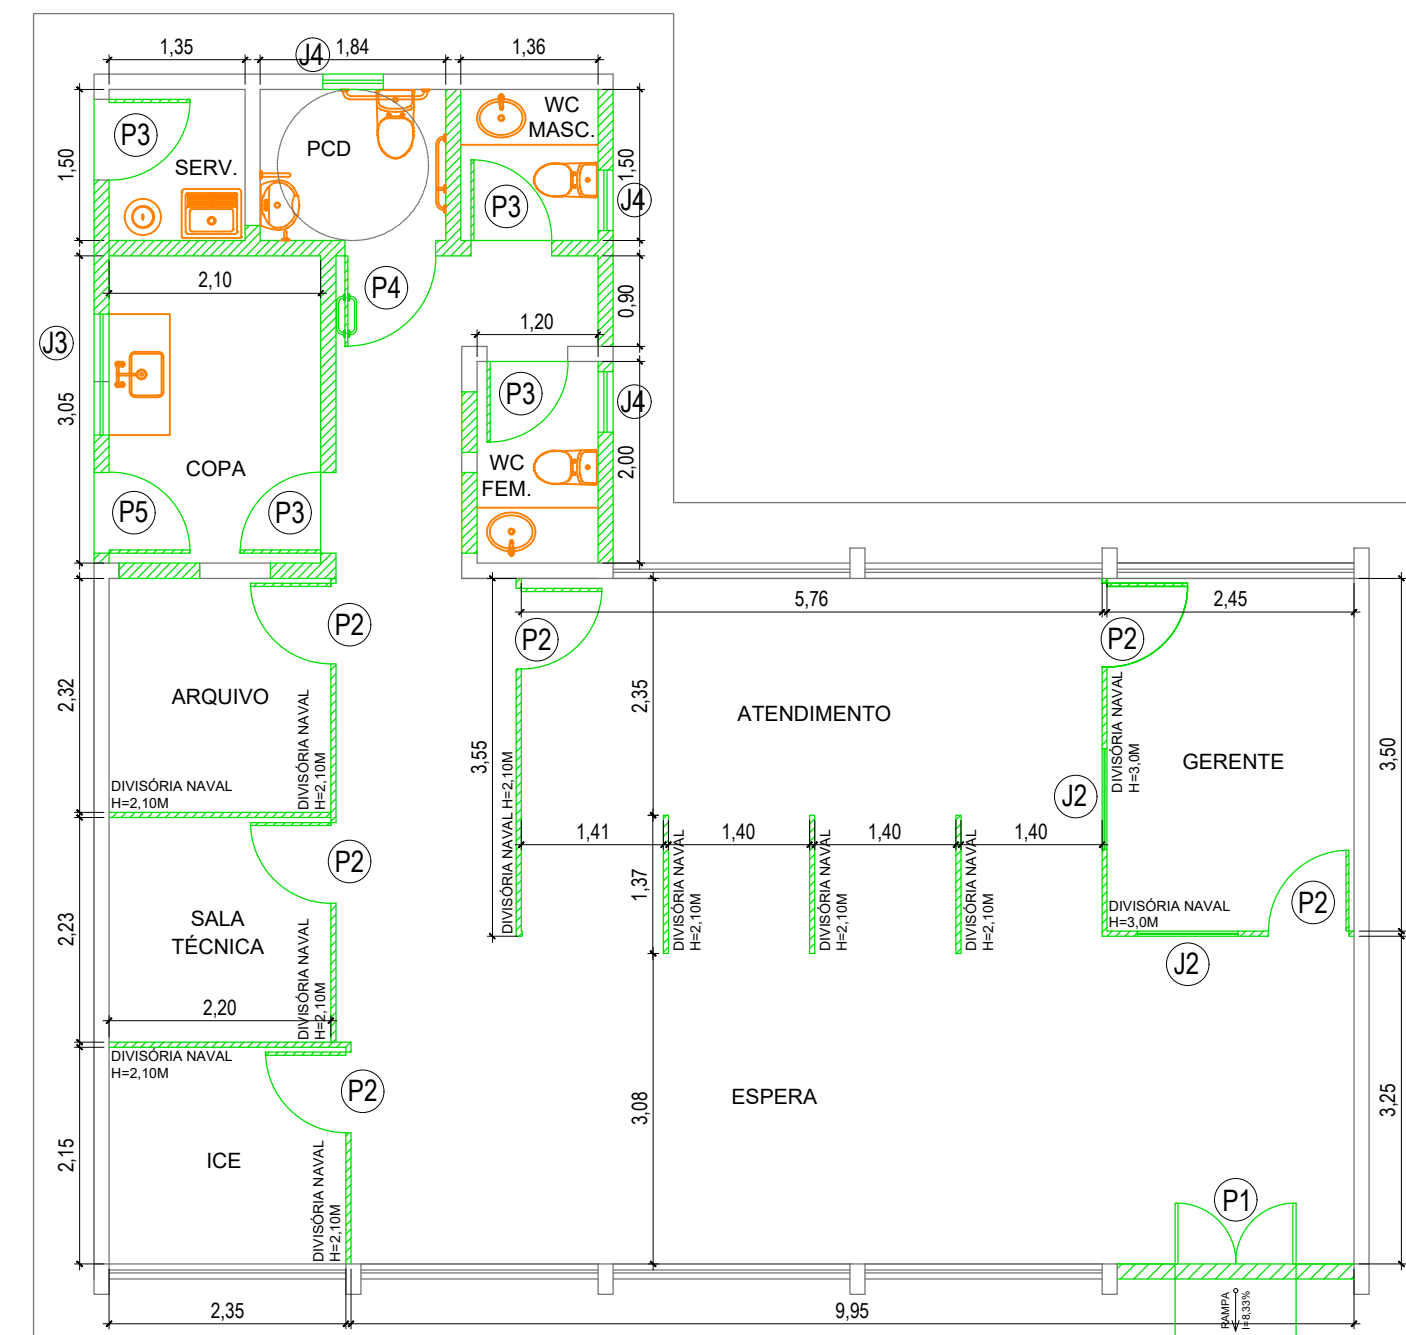 1,35
J4
1,84
1,36
P3
SERV.
PCD
WC
MASC.
1,50
1,50
P3
J4
2,10
P4
0,90
J3
1,20
P3
J4
3,05
COPA
WC
FEM.
2,00
P5
P3
P2
5,76
2,45
P2
P2
2,32
ARQUIVO
DIVISÓRIA NAVAL
H=2,10M
DIVISÓRIA NAVAL
H=2,10M
3,55
DIVISÓRIA NAVAL H=2,10M
2,35
ATENDIMENTO
DIVISÓRIA NAVAL
H=3,0M
GERENTE
3,50
J2
1,41
1,40
1,40
1,40
P2
1,37
DIVISÓRIA NAVAL
H=2,10M
DIVISÓRIA NAVAL
H=2,10M
DIVISÓRIA NAVAL
H=2,10M
DIVISÓRIA NAVAL
H=3,0M
P2
J2
2,23
SALA
TÉCNICA
DIVISÓRIA NAVAL
H=2,10M
2,20
DIVISÓRIA NAVAL
H=2,10M
P2
ESPERA
3,08
3,25
2,15
ICE
DIVISÓRIA NAVAL
H=2,10M
P1
2,35
9,95
RAMPA
I=8,33%